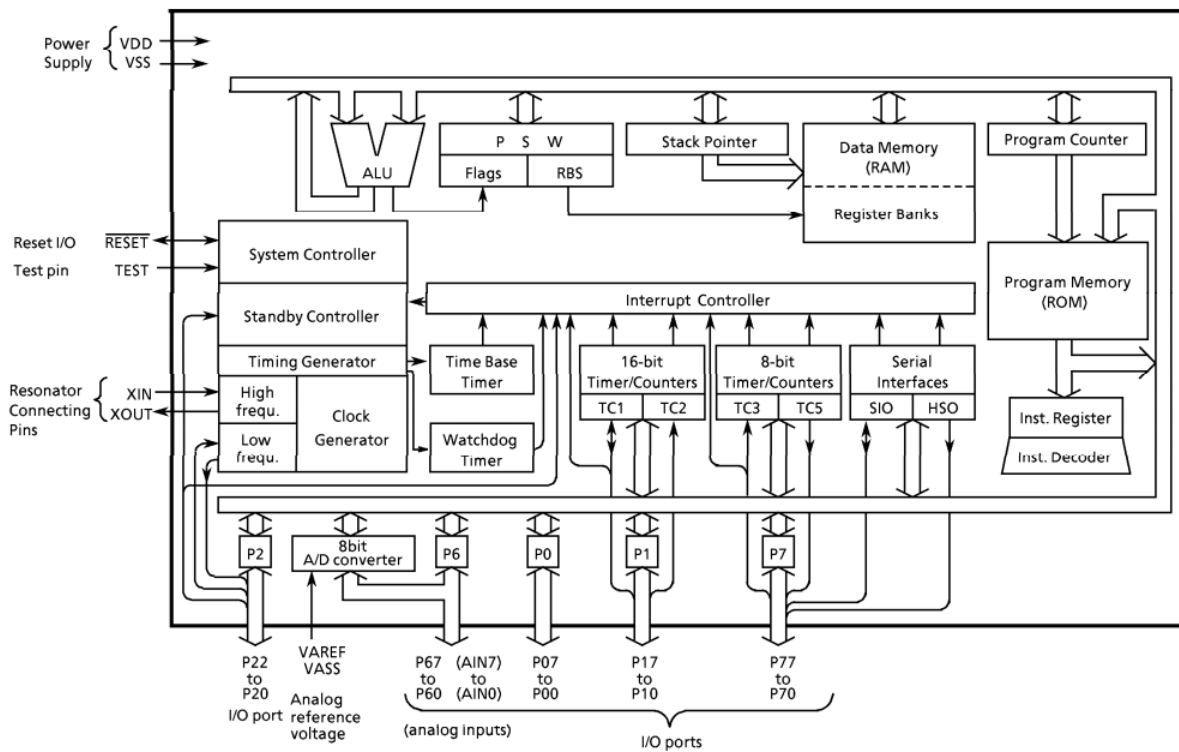 Power
Supply
VDD
VSS
P S W
Flags
RBS
ALU
Stack Pointer
Data Memory
(RAM)
Register Banks
Program Counter
Reset I/O
RESET
Test pin
TEST
System Controller
Standby Controller
Timing Generator
High
frequ.
Low
frequ.
Clock
Generator
Resonator
Connecting
Pins
XIN
XOUT
Interrupt Controller
Time Base
Timer
Watchdog
Timer
16-bit
Timer/Counters
TC1
TC2
8-bit
Timer/Counters
TC3
TC5
Serial
Interfaces
SIO
HSO
Program Memory
(ROM)
Inst. Register
Inst. Decoder
P2
8bit
A/D converter
P6
P0
P1
P7
P22
to
P20
I/O port
VAREF
VASS
Analog
reference
voltage
P67
to
P60
(AIN7)
to
(AIN0)
(analog inputs)
P07
to
P00
P17
to
P10
P77
to
P70
I/O ports